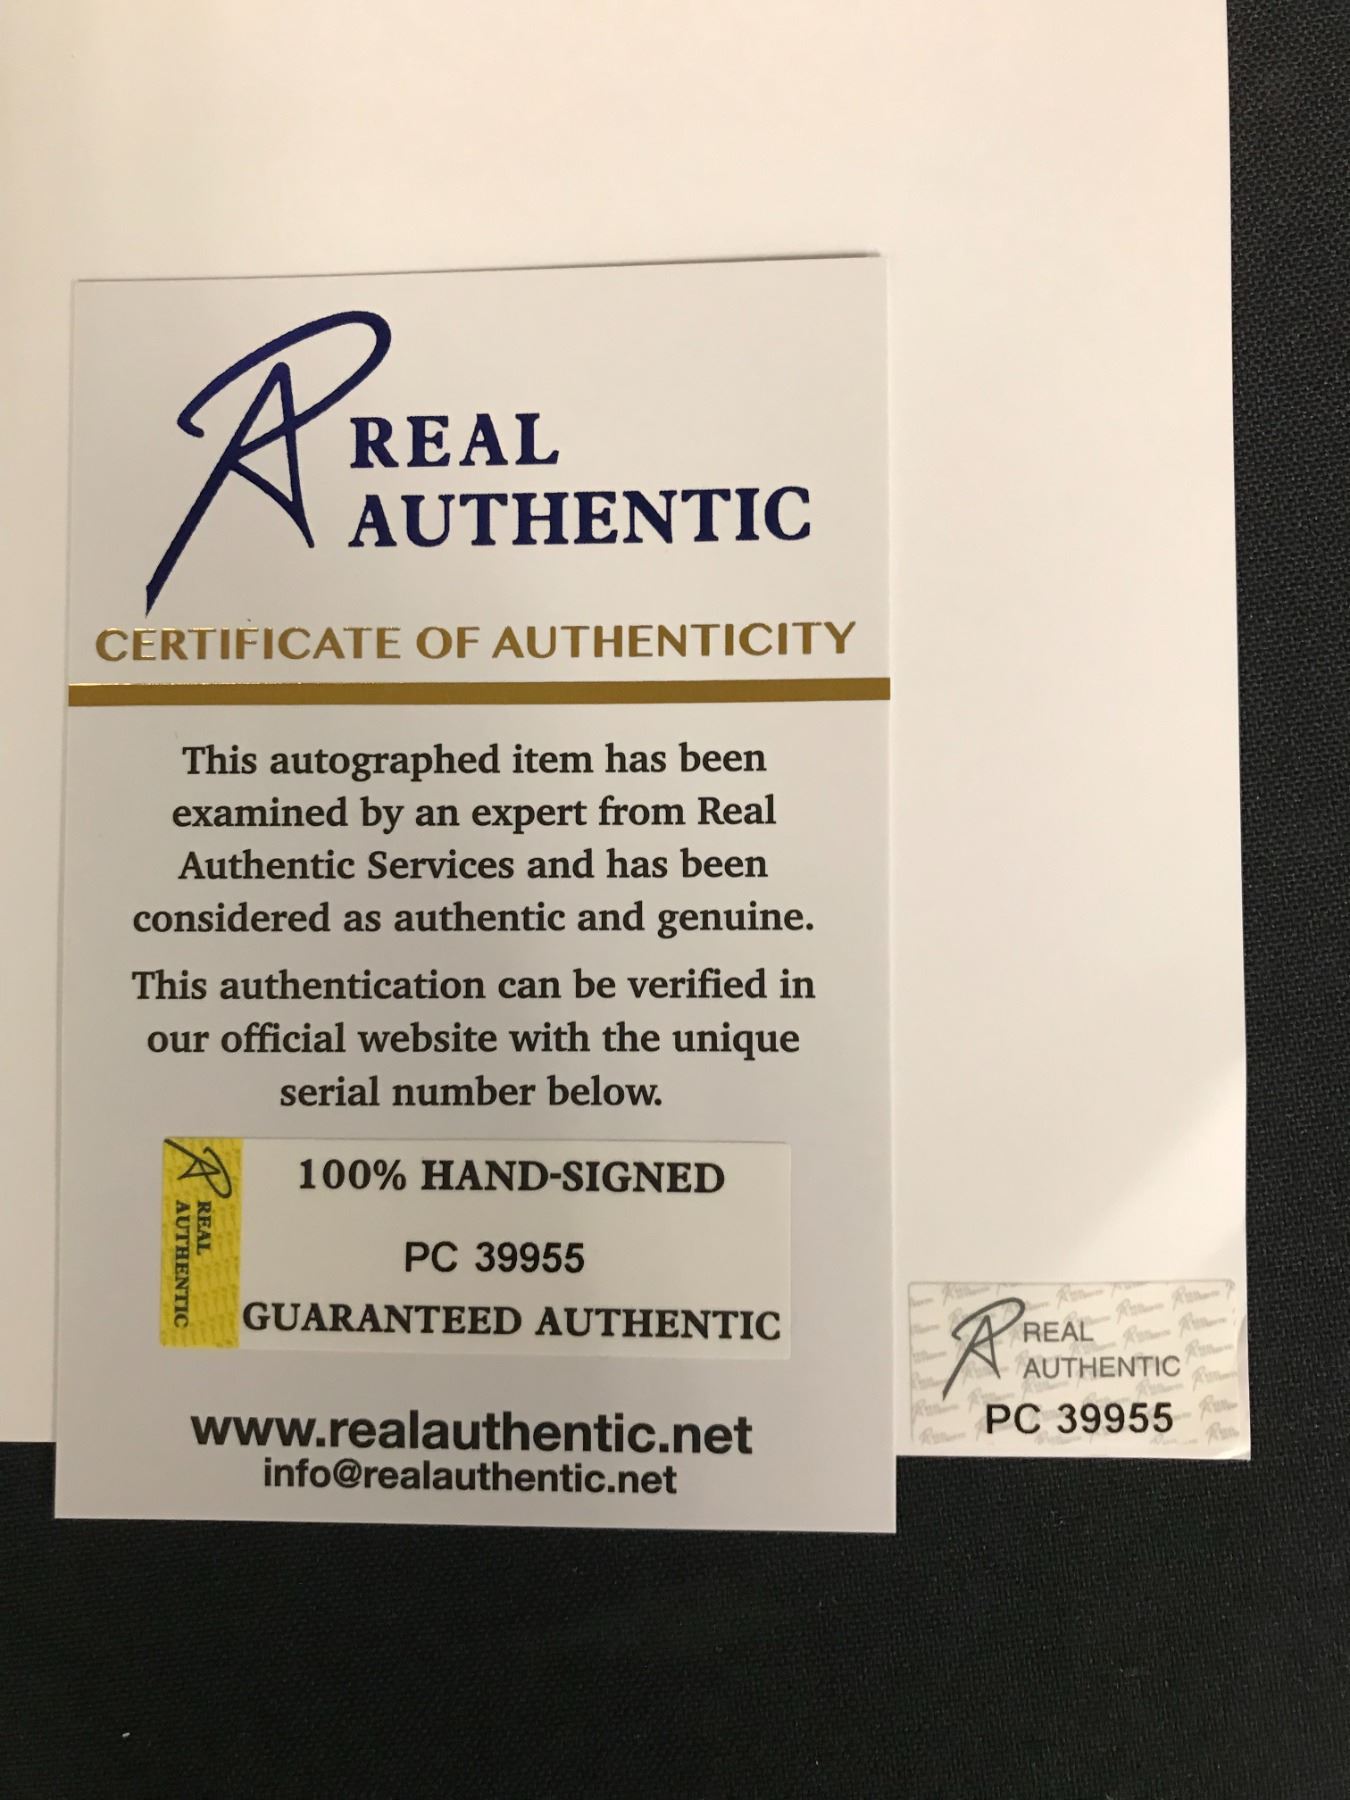 REAL
AUTHENTIC
CERTIFICATE OF AUTHENTICITY
This autographed item has been
examined by an expert from Real
Authentic Services and has been
considered as authentic and genuine.
This authentication can be verified in
our official website with the unique
serial number below.
REAL
AUTHENTIC
100% HAND-SIGNED
PC 39955
GUARANTEED AUTHENTIC
www.realauthentic.net
info@realauthentic.net
REAL
AUTHENTIC
PC 39955